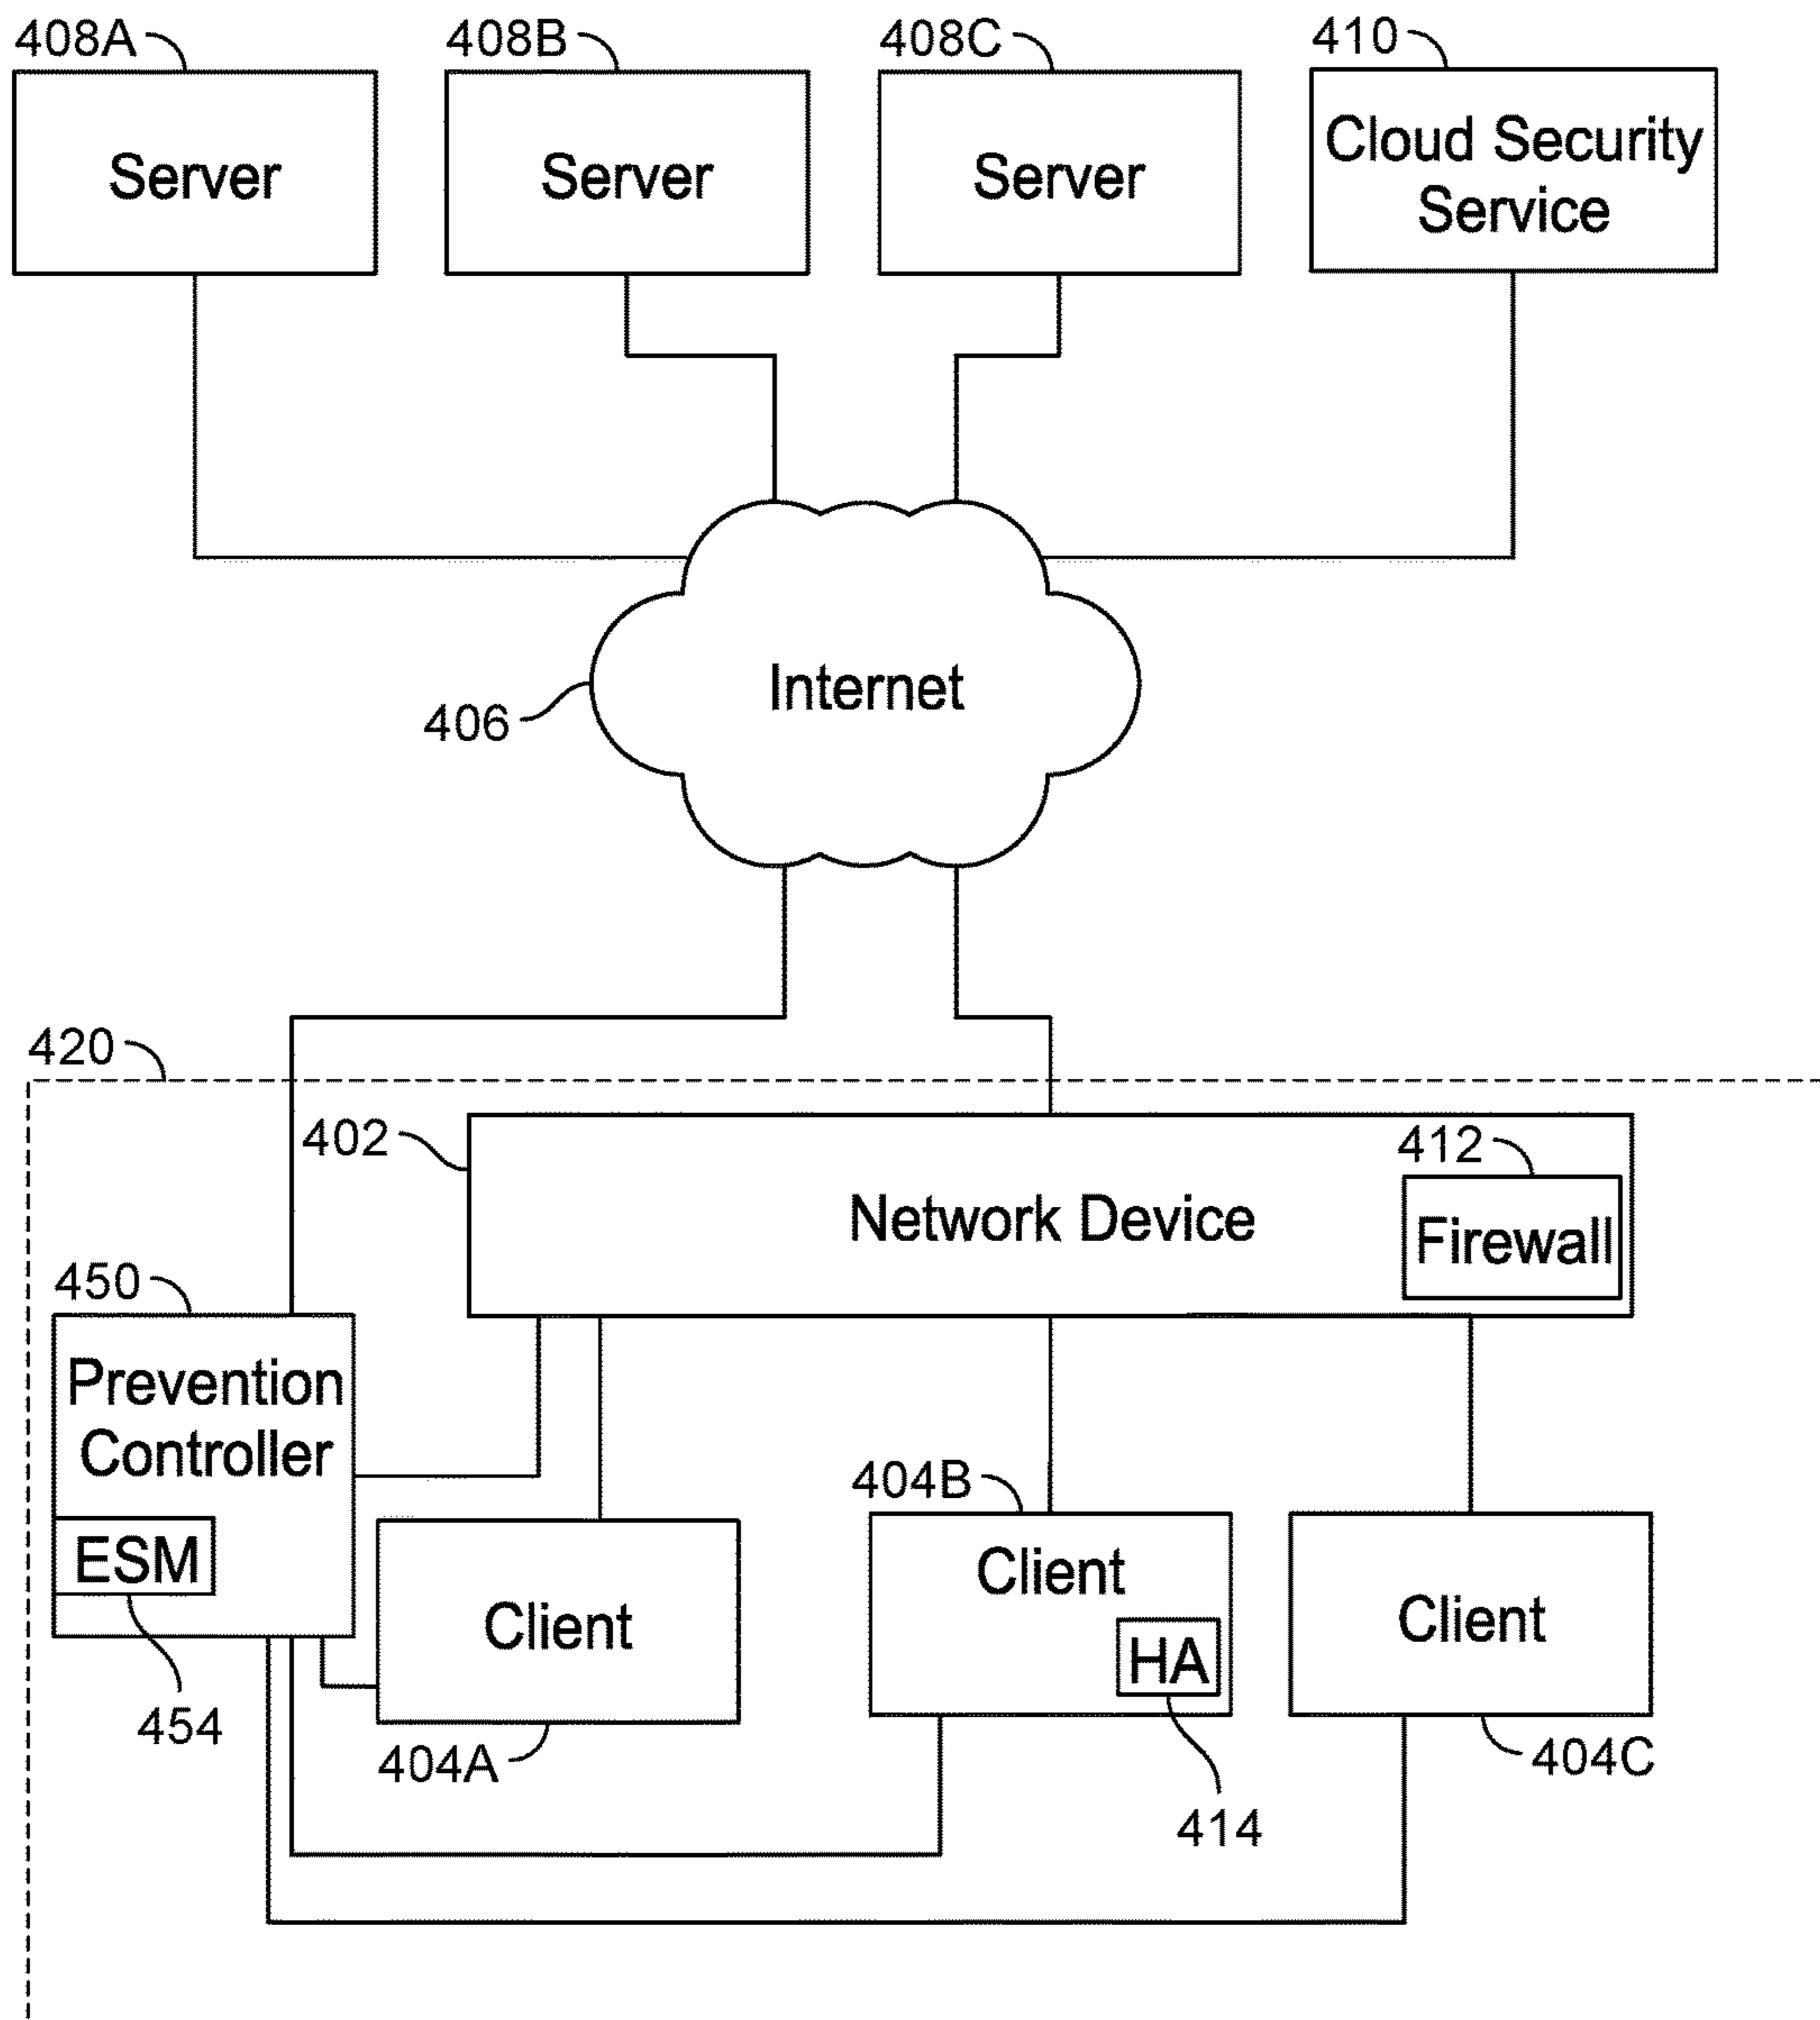 408A
408B
408C
410
Server
Server
Server
Cloud Security
Service
Internet
406
420
402
412
Network Device
Firewall
450
Prevention
Controller
ESM
454
404B
Client
Client
HA
Client
404A
414
404C